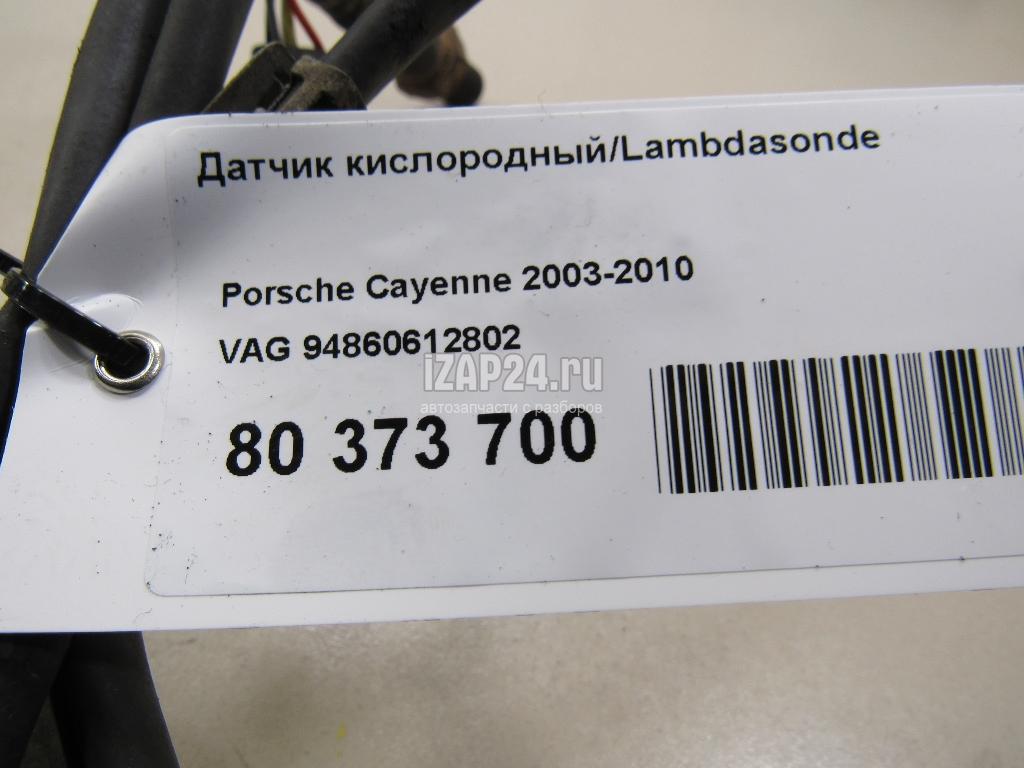 Датчик кислородный/Lambdasonde
Porsche Cayenne 2003-2010
VAG 94860612802
iZAP24.ru
автозапчасти с разборов
80 373 700